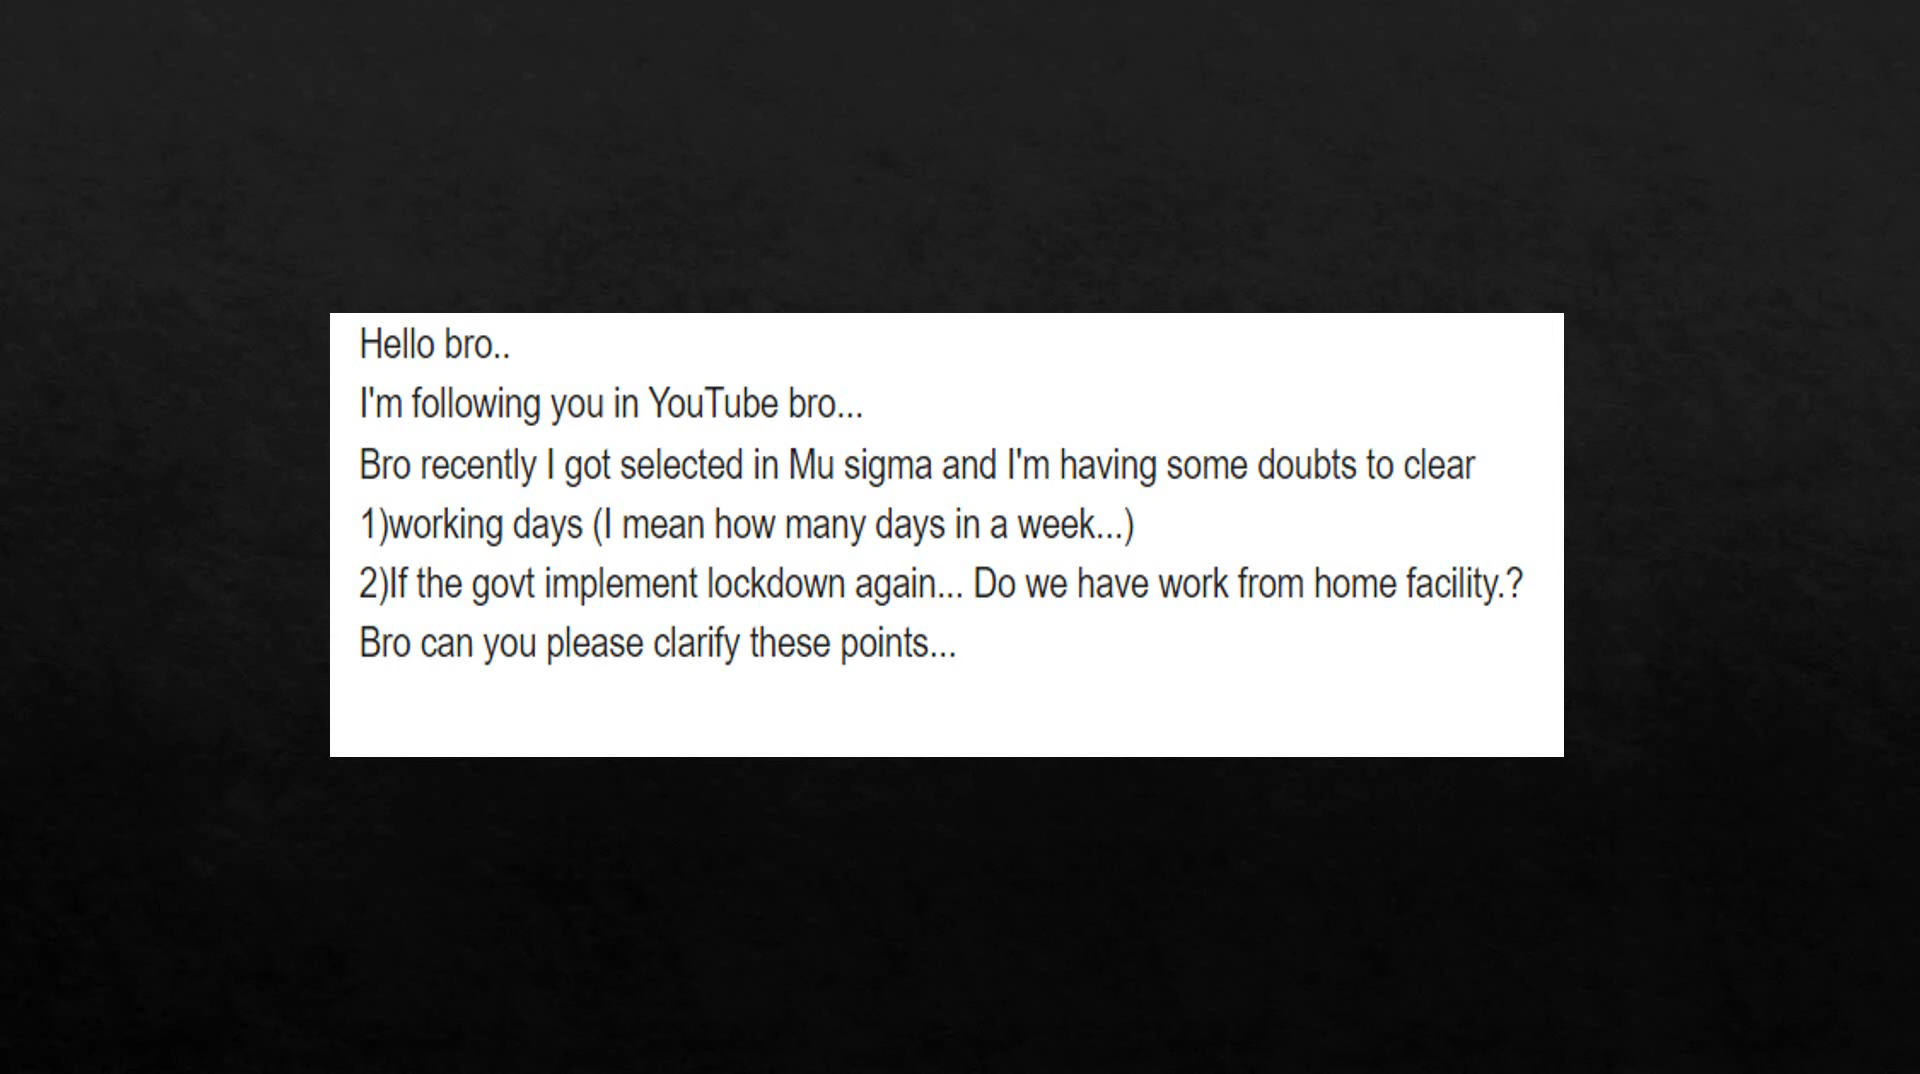 Hello bro..
I'm following you in YouTube bro...
Bro recently I got selected in Mu sigma and I'm having some doubts to clear
1)working days (I mean how many days in a week...)
2)If the govt implement lockdown again... Do we have work from home facility.?
Bro can you please clarify these points...